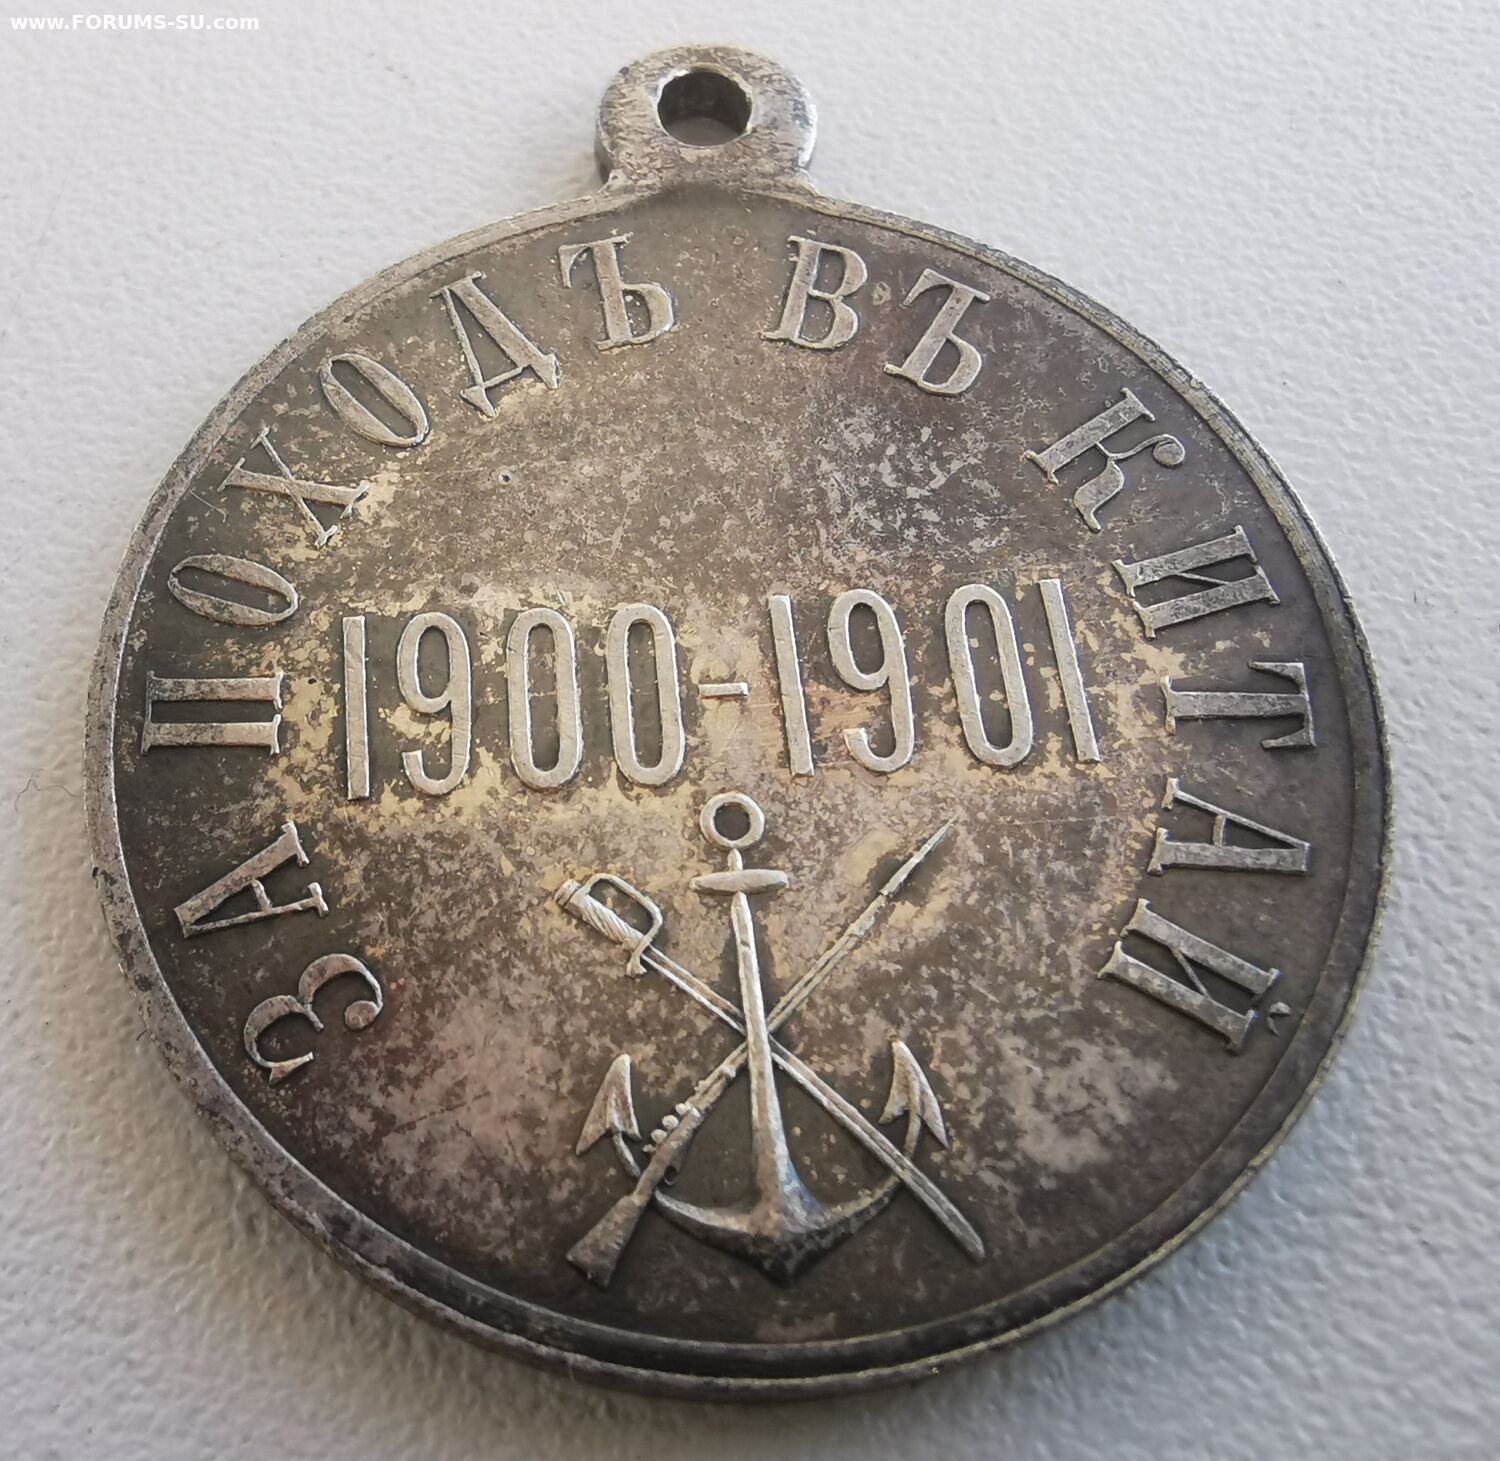 www.FORUMS-SU.com
ЗА ПОХОДЪ ВЪ КИТАЙ
1900-1901